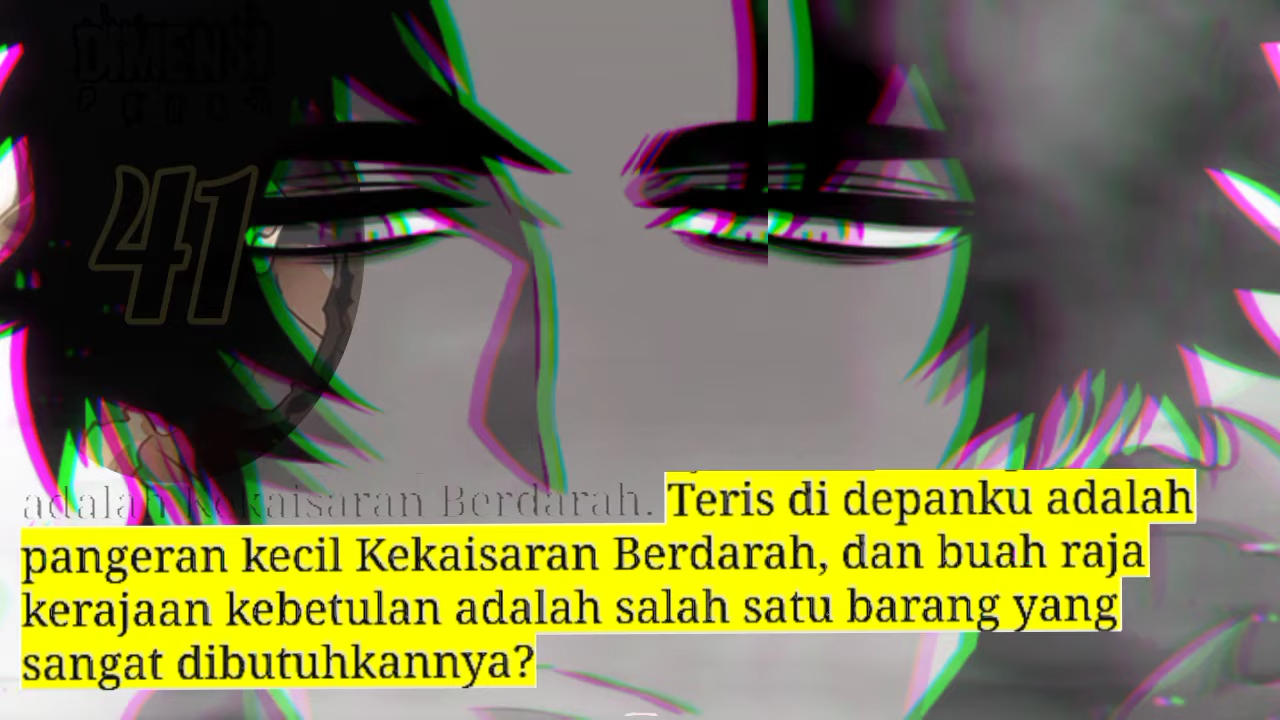 DIMENSI
41
adalah Kekaisaran Berdarah. Teris di depanku adalah
pangeran kecil Kekaisaran Berdarah, dan buah raja
kerajaan kebetulan adalah salah satu barang yang
sangat dibutuhkannya?